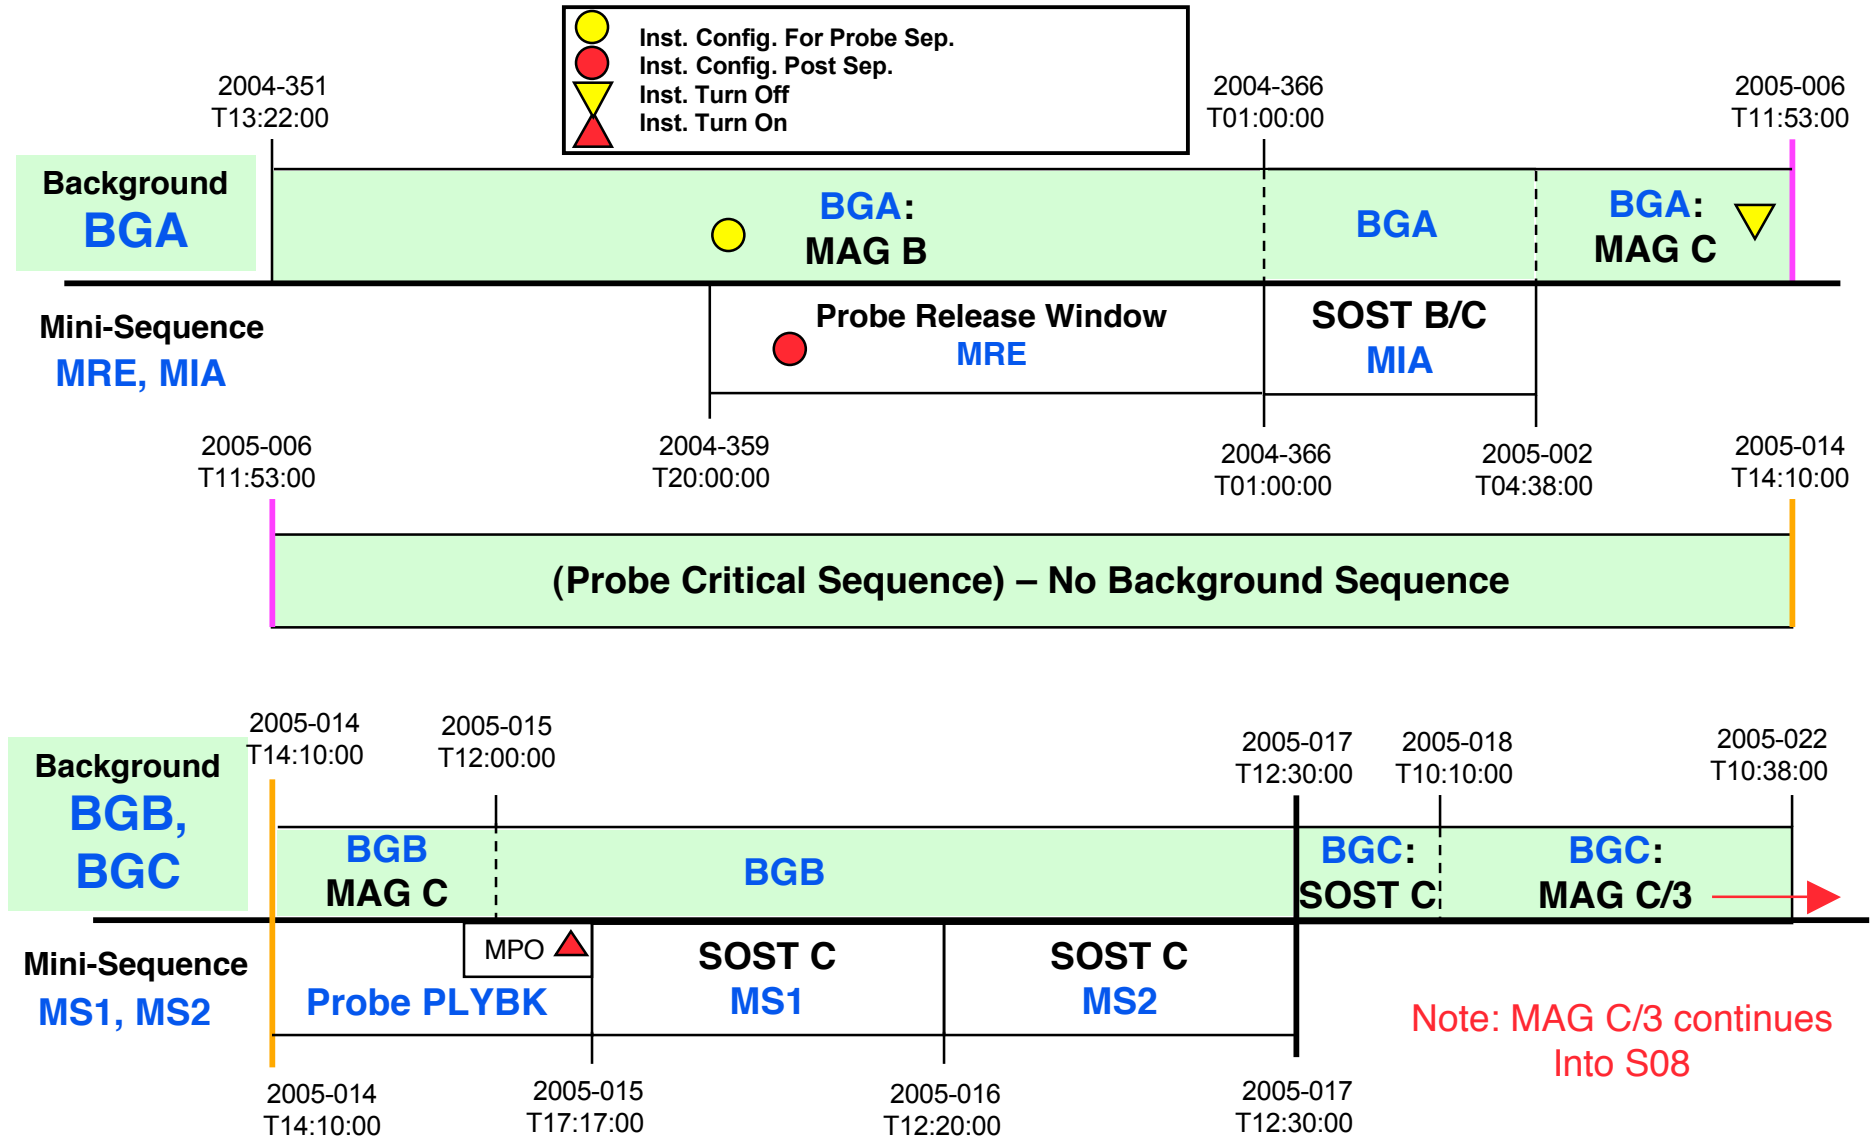 Inst. Config. For Probe Sep.
Inst. Config. Post Sep.
Inst. Turn Off
Inst. Turn On
2004-351
T13:22:00
2004-366
T01:00:00
2005-006
T11:53:00
Background
BGA
BGA:
MAG B
BGA
BGA:
MAG C
Mini-Sequence
MRE, MIA
Probe Release Window
MRE
SOST B/C
MIA
2005-006
T11:53:00
2004-359
T20:00:00
2004-366
T01:00:00
2005-002
T04:38:00
2005-014
T14:10:00
(Probe Critical Sequence) – No Background Sequence
2005-014
T14:10:00
2005-015
T12:00:00
2005-017
T12:30:00
2005-018
T10:10:00
2005-022
T10:38:00
Background
BGB,
BGC
BGB
MAG C
BGB
BGC:
SOST C
BGC:
MAG C/3
Mini-Sequence
MS1, MS2
MPO
Probe PLYBK
SOST C
MS1
SOST C
MS2
Note: MAG C/3 continues
Into S08
2005-014
T14:10:00
2005-015
T17:17:00
2005-016
T12:20:00
2005-017
T12:30:00